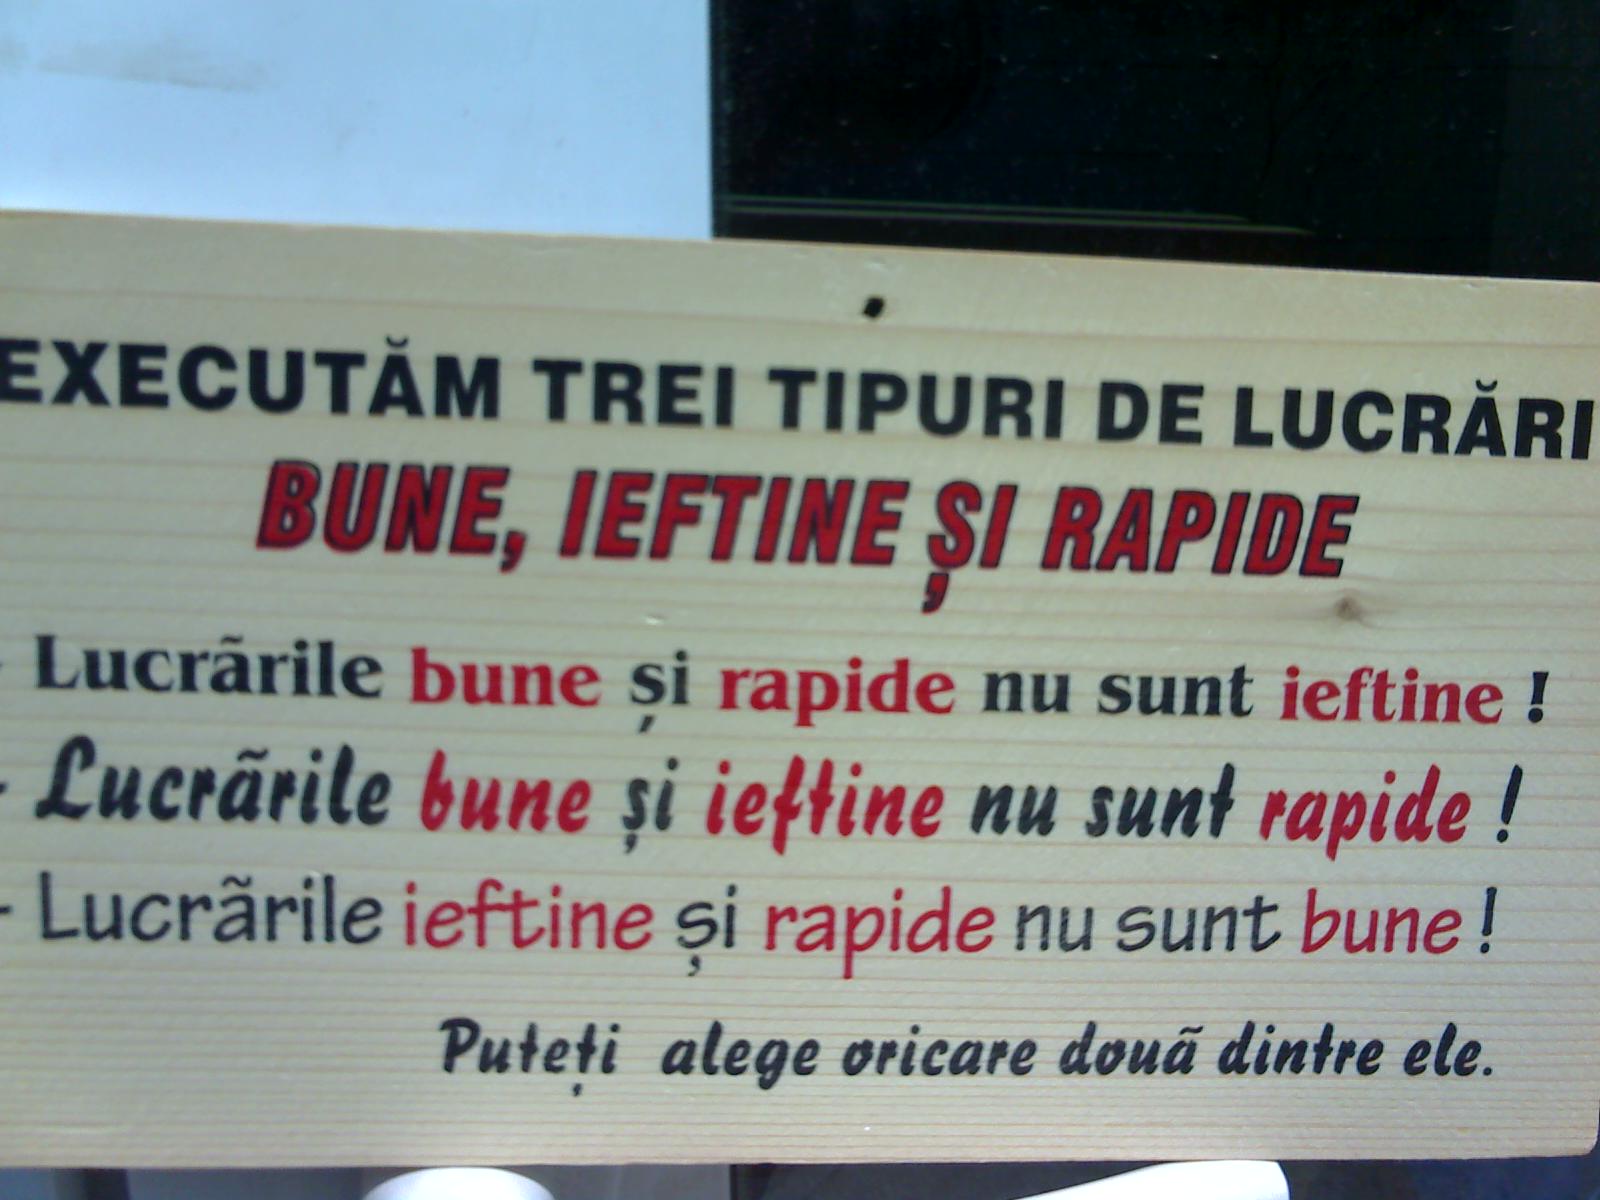 EXECUTĂM TREI TIPURI DE LUCRĂRI
BUNE, IEFTINE ȘI RAPIDE
- Lucrãrile bune și rapide nu sunt ieftine !
- Lucrãrile bune și ieftine nu sunt rapide !
- Lucrãrile ieftine și rapide nu sunt bune !
Puteți alege oricare douã dintre ele.